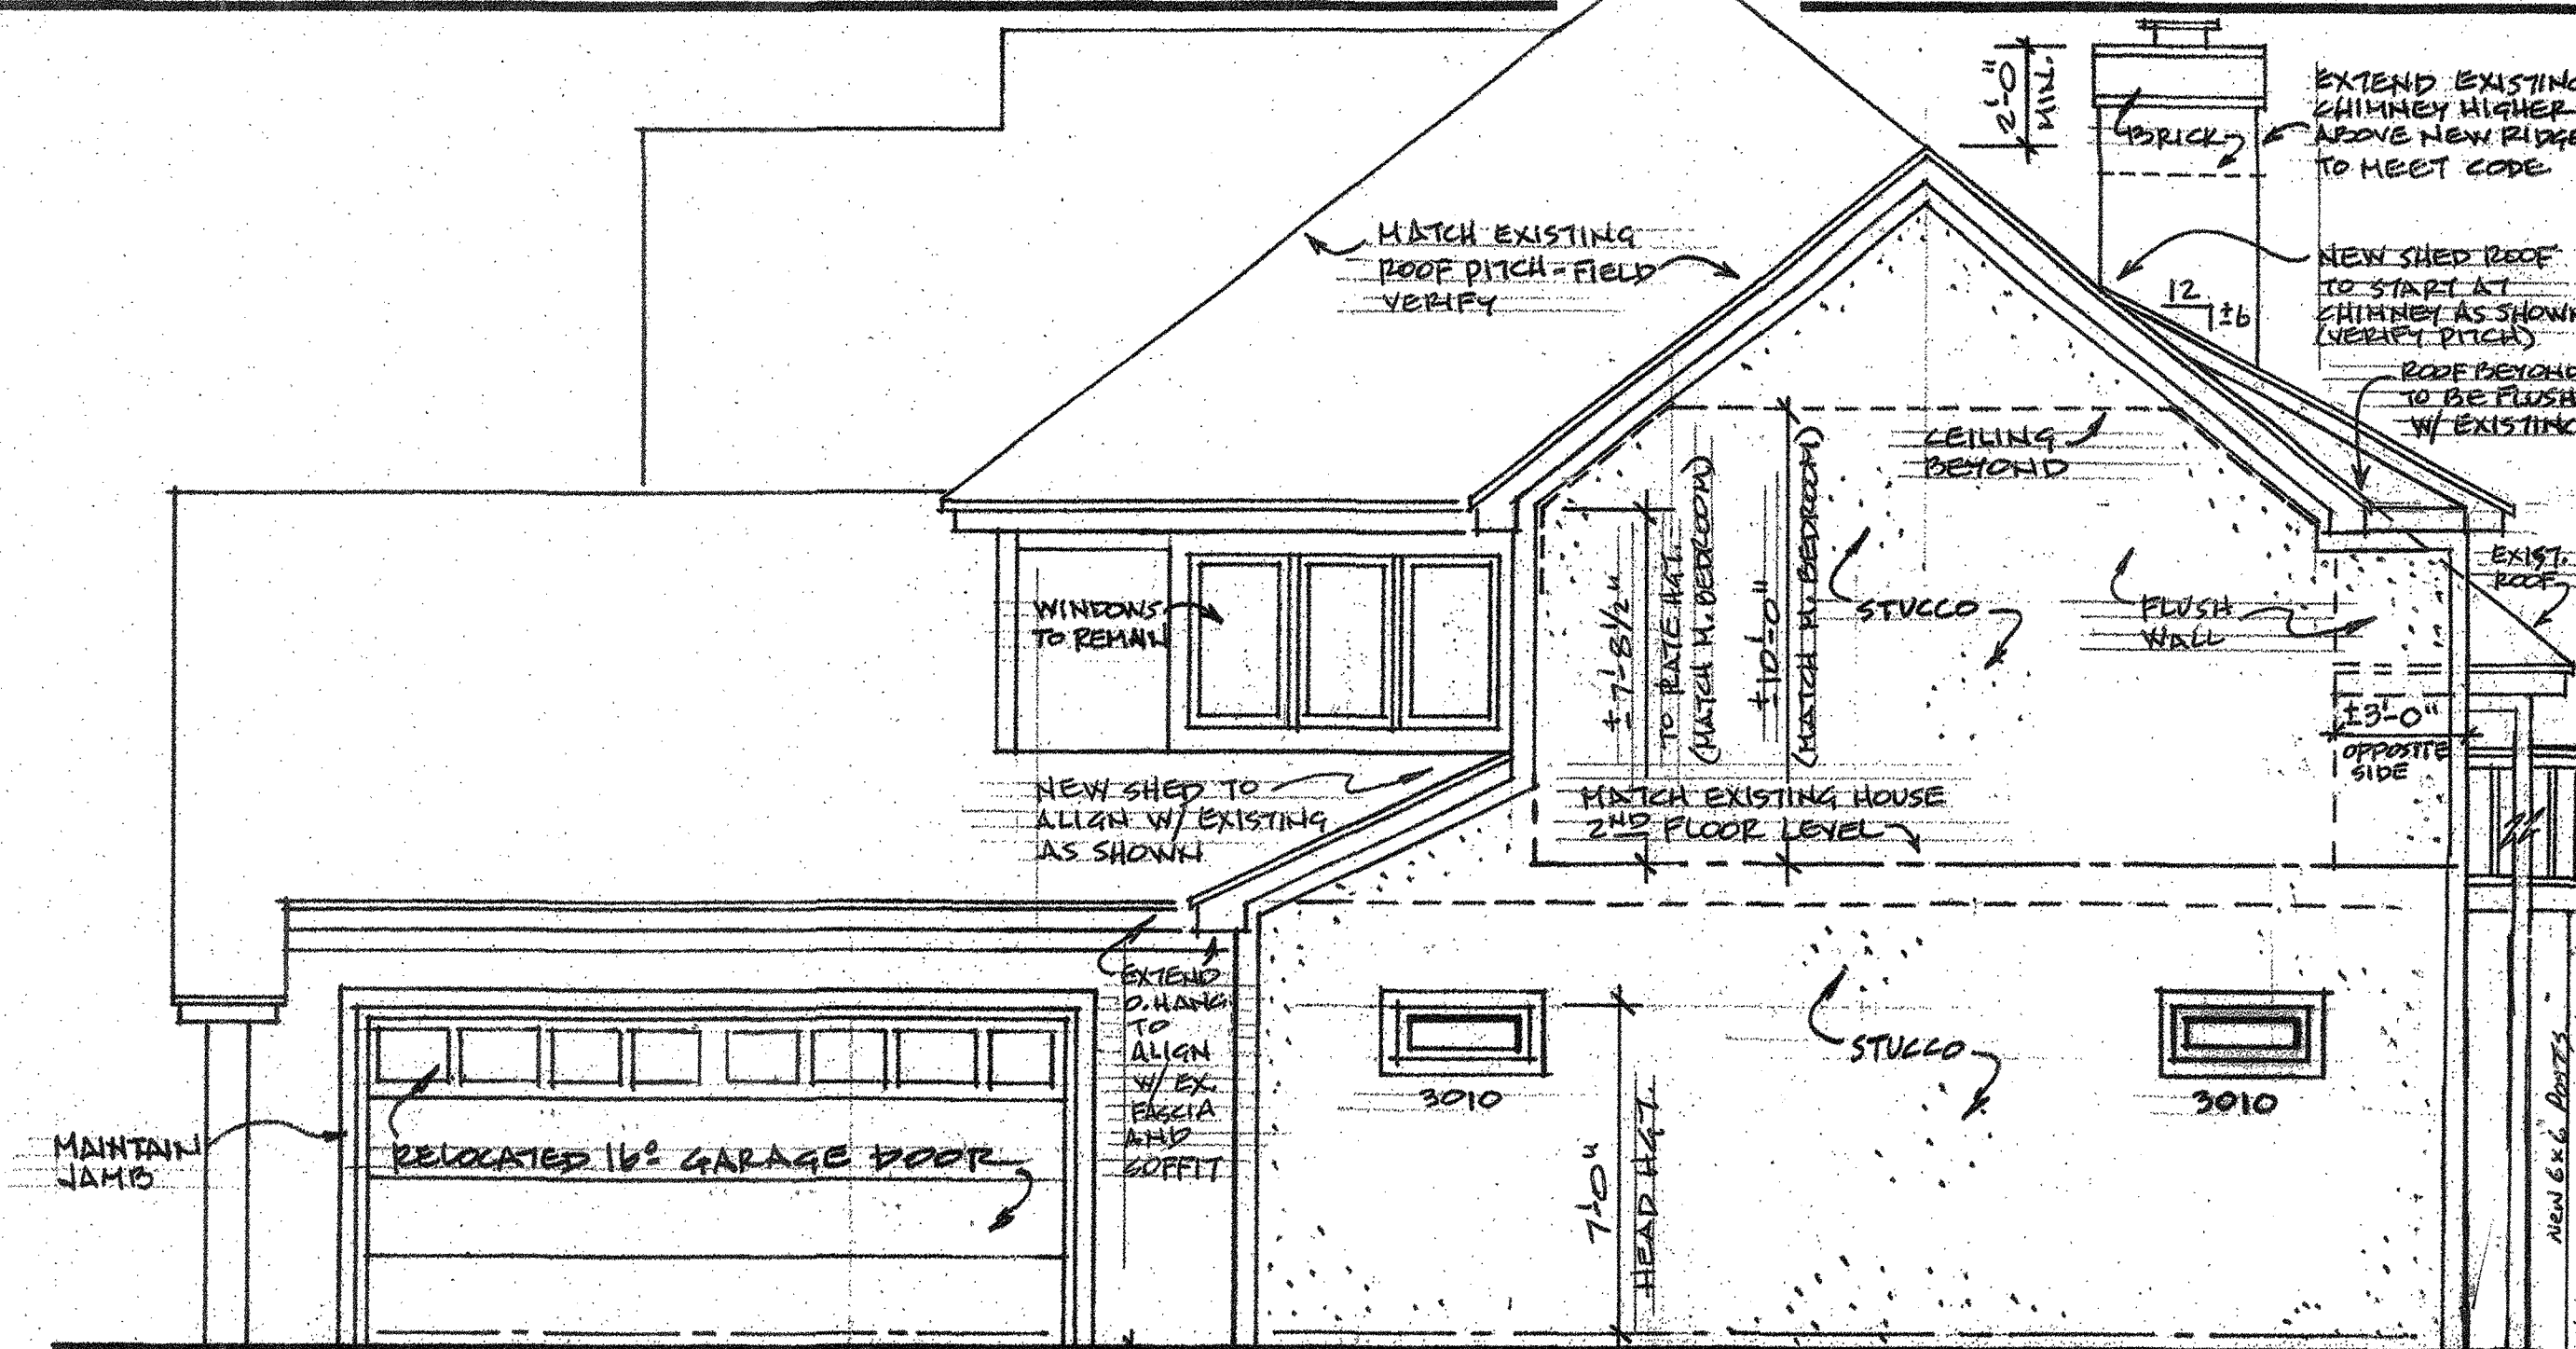 2'-0"
MIN.
EXTEND EXISTING
CHIMNEY HIGHER
ABOVE NEW RIDGE
TO MEET CODE
BRICK
MATCH EXISTING
ROOF PITCH - FIELD
VERIFY
NEW SHED ROOF
TO START AT
CHIMNEY AS SHOWN
(VERIFY PITCH)
12
±6
ROOF BEYOND
TO BE FLUSH
W/ EXISTING
CEILING
BEYOND
EXIST.
ROOF
WINDOWS
TO REMAIN
±7'-8 1/2"
TO PLATE HGT.
(MATCH M. BEDROOM)
±10'-0"
(MATCH M. BEDROOM)
STUCCO
FLUSH
WALL
±3'-0"
OPPOSITE
SIDE
NEW SHED TO
ALIGN W/ EXISTING
AS SHOWN
MATCH EXISTING HOUSE
2ND FLOOR LEVEL
EXTEND
O.HANG
TO
ALIGN
W/ EX.
FASCIA
AND
SOFFIT
3010
STUCCO
3010
MAINTAIN
JAMB
RELOCATED 16⁰ GARAGE DOOR
7'-0"
HEAD HGT.
NEW 6x6 POSTS